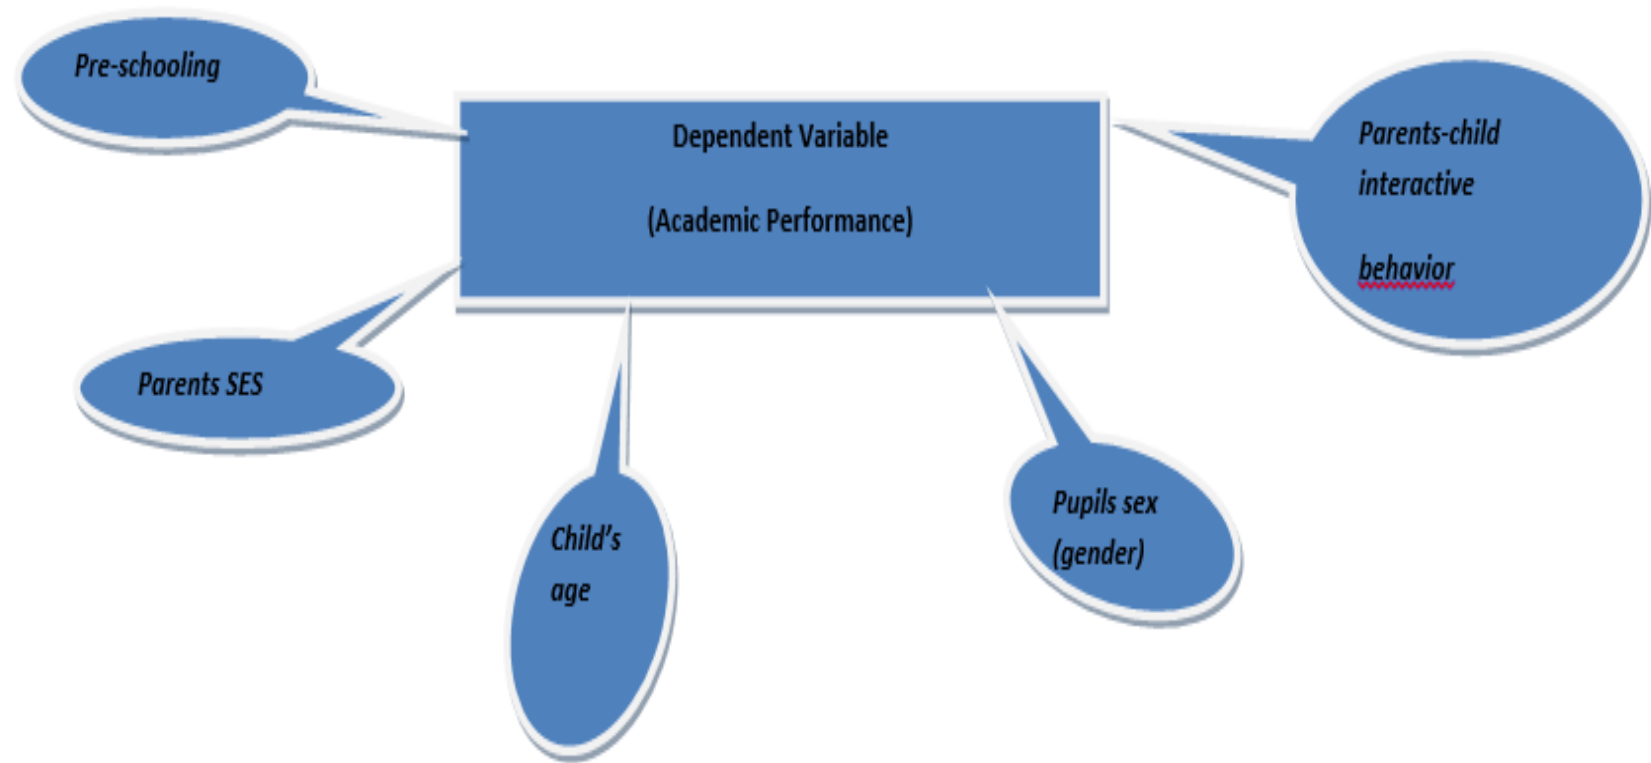 Pre-schooling
Dependent Variable
(Academic Performance)
Parents-child
interactive
behavior
Parents SES
Child’s
age
Pupils sex
(gender)